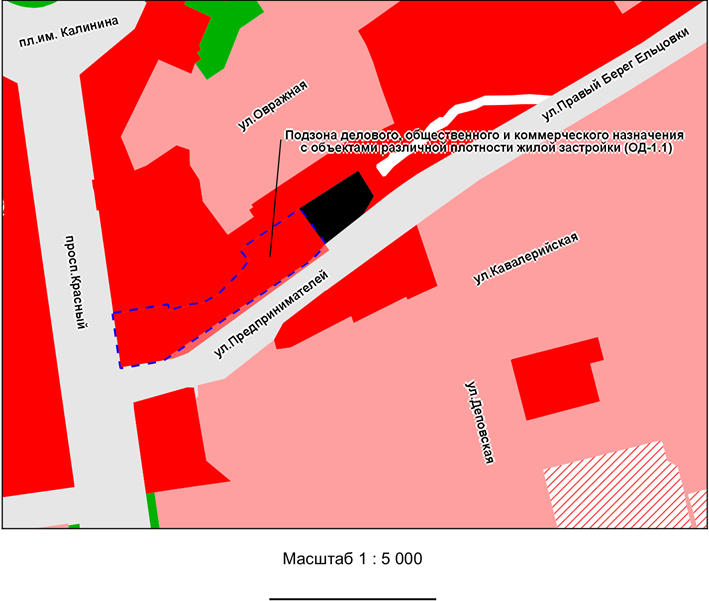 пл.им. Калинина
ул.Овражная
ул.Правый Берег Ельцовки
Подзона делового, общественного и коммерческого назначения
с объектами различной плотности жилой застройки (ОД-1.1)
просп.Красный
ул.Кавалерийская
ул.Предпринимателей
ул.Деповская
Масштаб 1 : 5 000